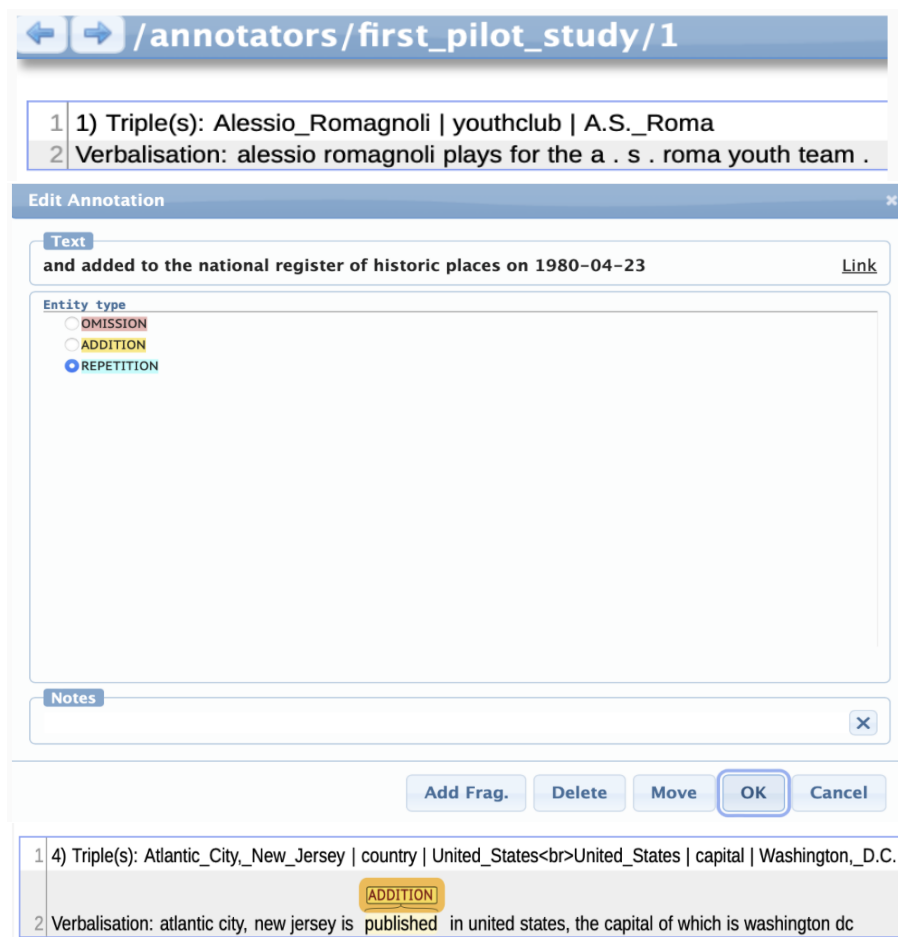 /annotators/first_pilot_study/1
1 1) Triple(s): Alessio_Romagnoli | youthclub | A.S._Roma
2 Verbalisation: alessio romagnoli plays for the a . s . roma youth team .
Edit Annotation
Text
and added to the national register of historic places on 1980-04-23 Link
Entity type
OMISSION
ADDITION
REPETITION
Notes
Add Frag. Delete Move OK Cancel
1 4) Triple(s): Atlantic_City,_New_Jersey | country | United_States<br>United_States | capital | Washington,_D.C.
ADDITION
2 Verbalisation: atlantic city, new jersey is published in united states, the capital of which is washington dc